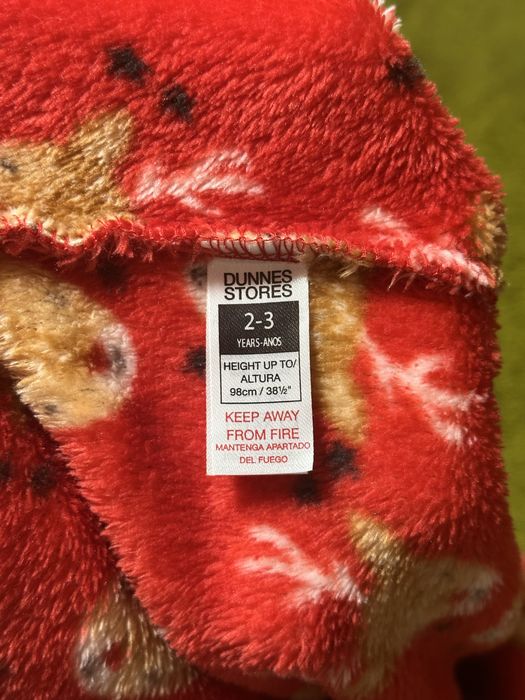 DUNNES
STORES
2-3
YEARS-ANOS
HEIGHT UP TO/
ALTURA
98cm / 38½"
KEEP AWAY
FROM FIRE
MANTENGA APARTADO
DEL FUEGO